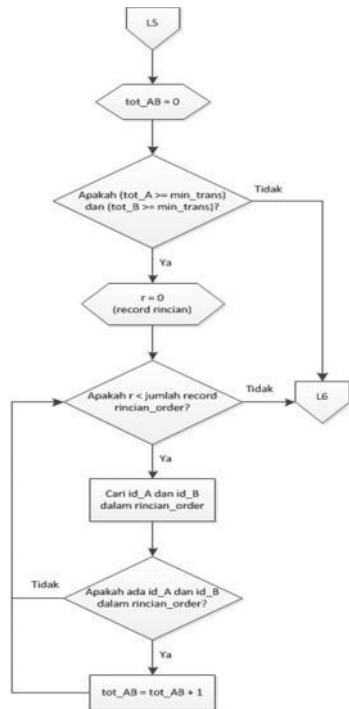 L5
tot_AB = 0
Apakah (tot_A >= min_trans)
dan (tot_B >= min_trans)?
Tidak
Ya
r = 0
(record rincian)
Apakah r < jumlah record
rincian_order?
Tidak
L6
Ya
Cari id_A dan id_B
dalam rincian_order
Tidak
Apakah ada id_A dan id_B
dalam rincian_order?
Ya
tot_AB = tot_AB + 1